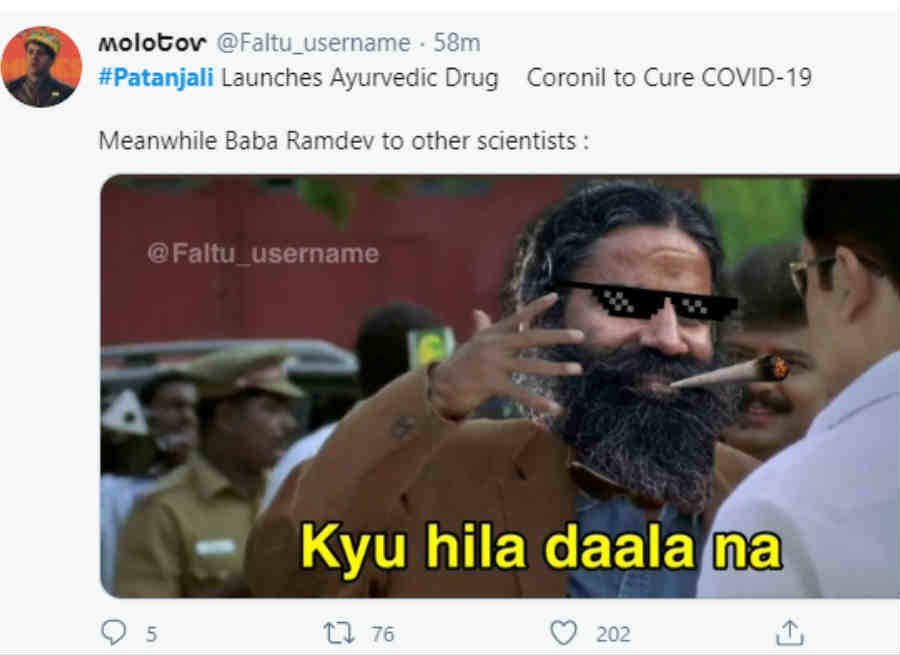 moloტov @Faltu_username · 58m
#Patanjali Launches Ayurvedic Drug Coronil to Cure COVID-19
Meanwhile Baba Ramdev to other scientists :
@Faltu_username
Kyu hila daala na
5 76 202